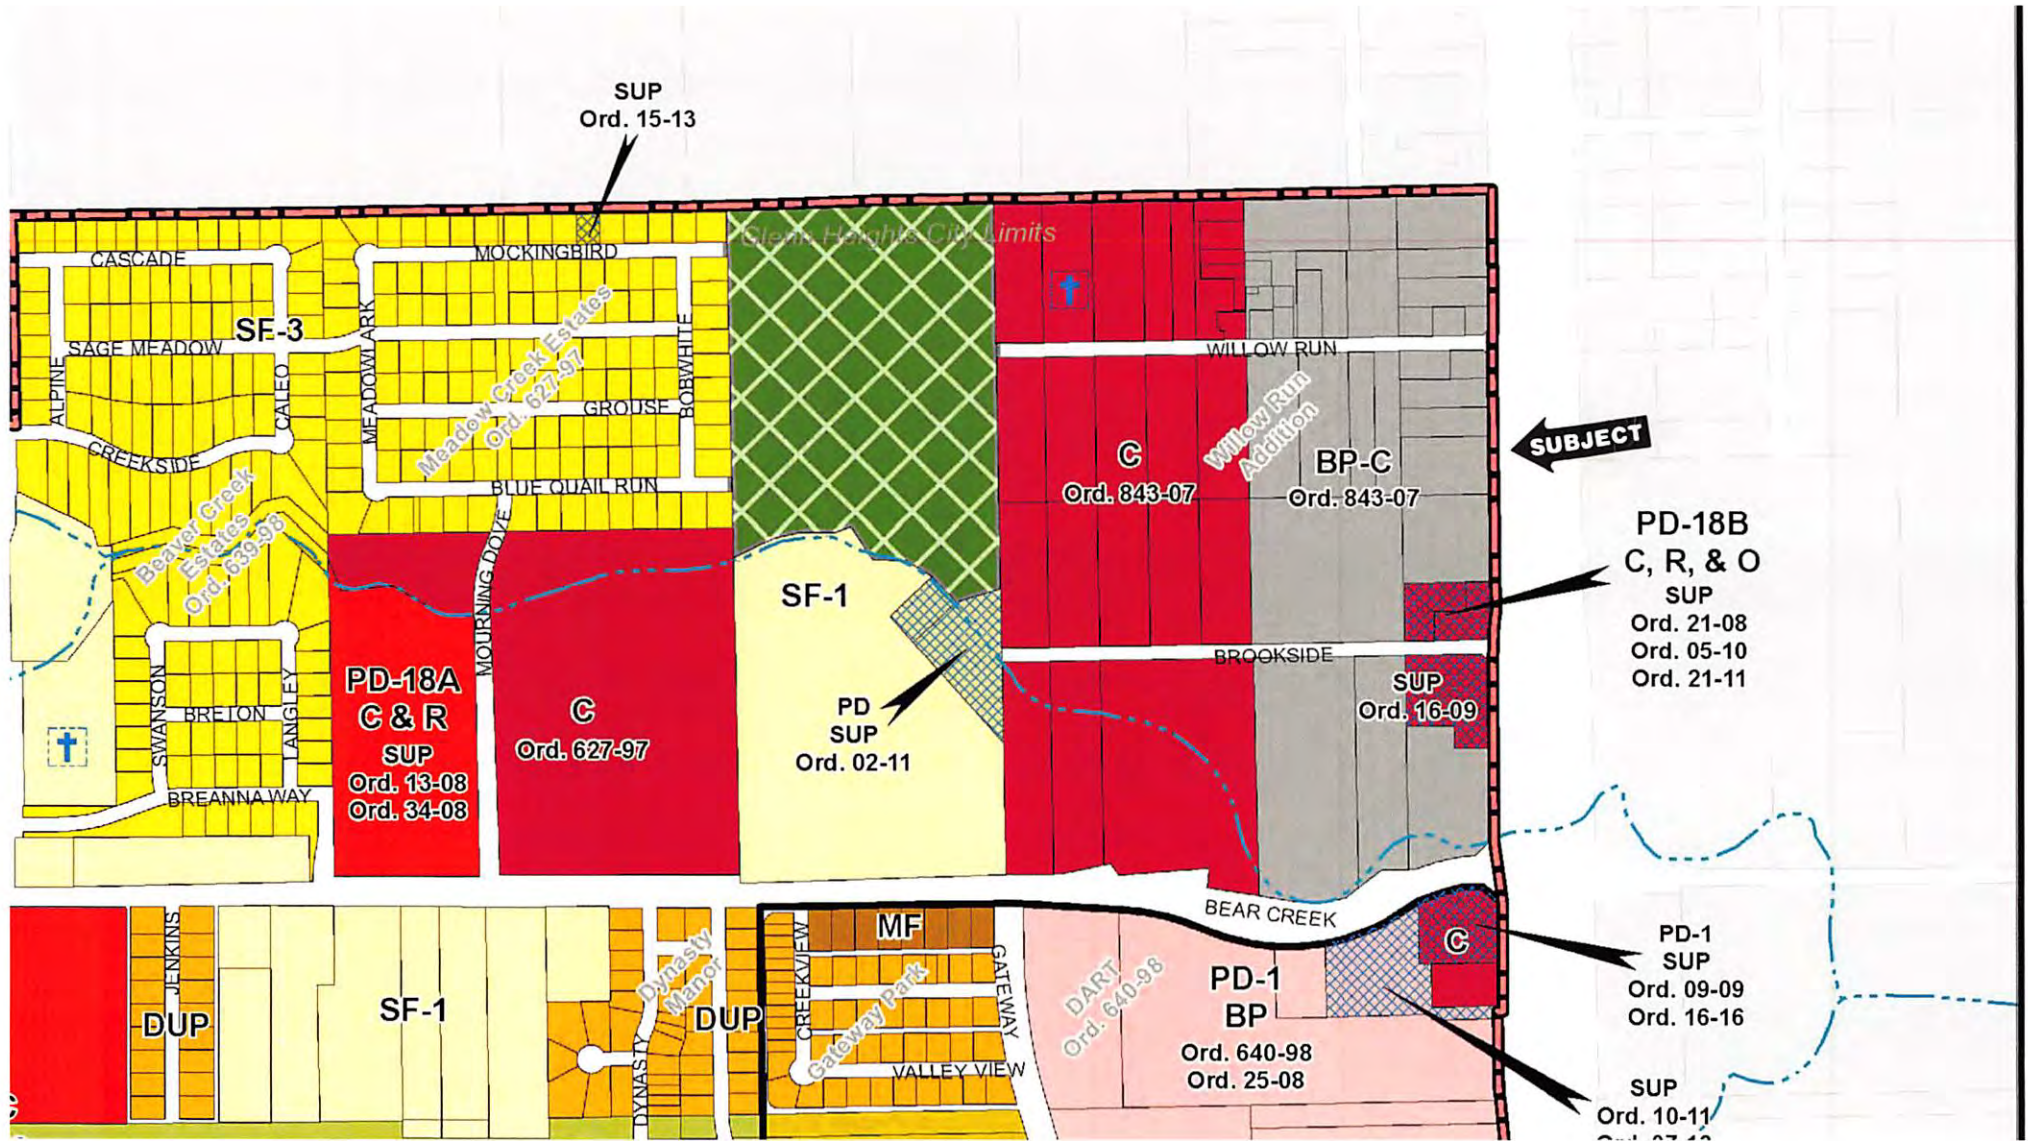 SUP
Ord. 15-13
Glenn Heights City Limits
CASCADE
MOCKINGBIRD
SF-3
SAGE MEADOW
ALPINE
CALEO
MEADOWLARK
BOBWHITE
Meadow Creek Estates
Ord. 627-97
GROUSE
WILLOW RUN
CREEKSIDE
BLUE QUAIL RUN
Willow Run
Addition
C
Ord. 843-07
BP-C
Ord. 843-07
SUBJECT
Beaver Creek
Estates
Ord. 639-98
MOURNING DOVE
SF-1
PD-18B
C, R, & O
SUP
Ord. 21-08
Ord. 05-10
Ord. 21-11
BROOKSIDE
SWANSON
BRETON
LANGLEY
PD-18A
C & R
SUP
Ord. 13-08
Ord. 34-08
C
Ord. 627-97
PD
SUP
Ord. 02-11
SUP
Ord. 16-09
BREANNA WAY
BEAR CREEK
JENKINS
DUP
SF-1
Dynasty
Manor
DYNASTY
DUP
CREEKVIEW
MF
Gateway Park
GATEWAY
VALLEY VIEW
DART
Ord. 640-98
PD-1
BP
Ord. 640-98
Ord. 25-08
C
PD-1
SUP
Ord. 09-09
Ord. 16-16
SUP
Ord. 10-11